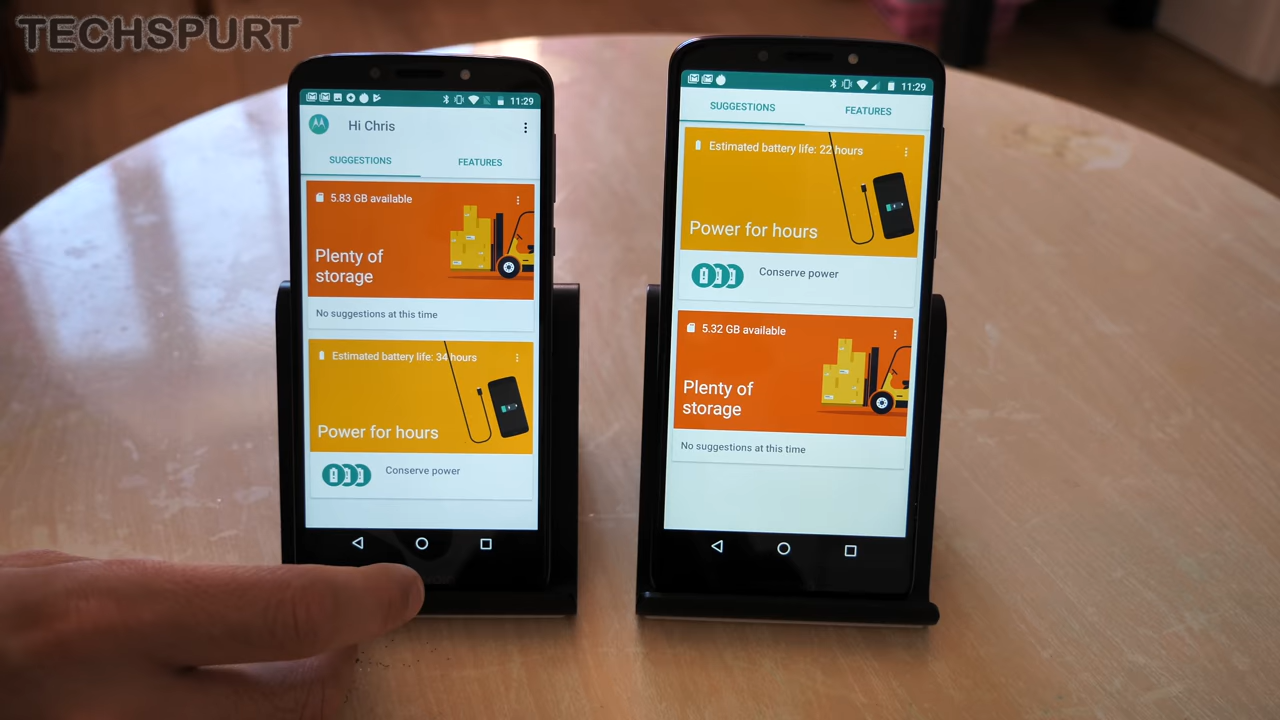 TECHSPURT
11:29
Hi Chris
SUGGESTIONS FEATURES
5.83 GB available
Plenty of
storage
No suggestions at this time
Estimated battery life: 34 hours
Power for hours
Conserve power
11:29
SUGGESTIONS FEATURES
Estimated battery life: 22 hours
Power for hours
Conserve power
5.32 GB available
Plenty of
storage
No suggestions at this time